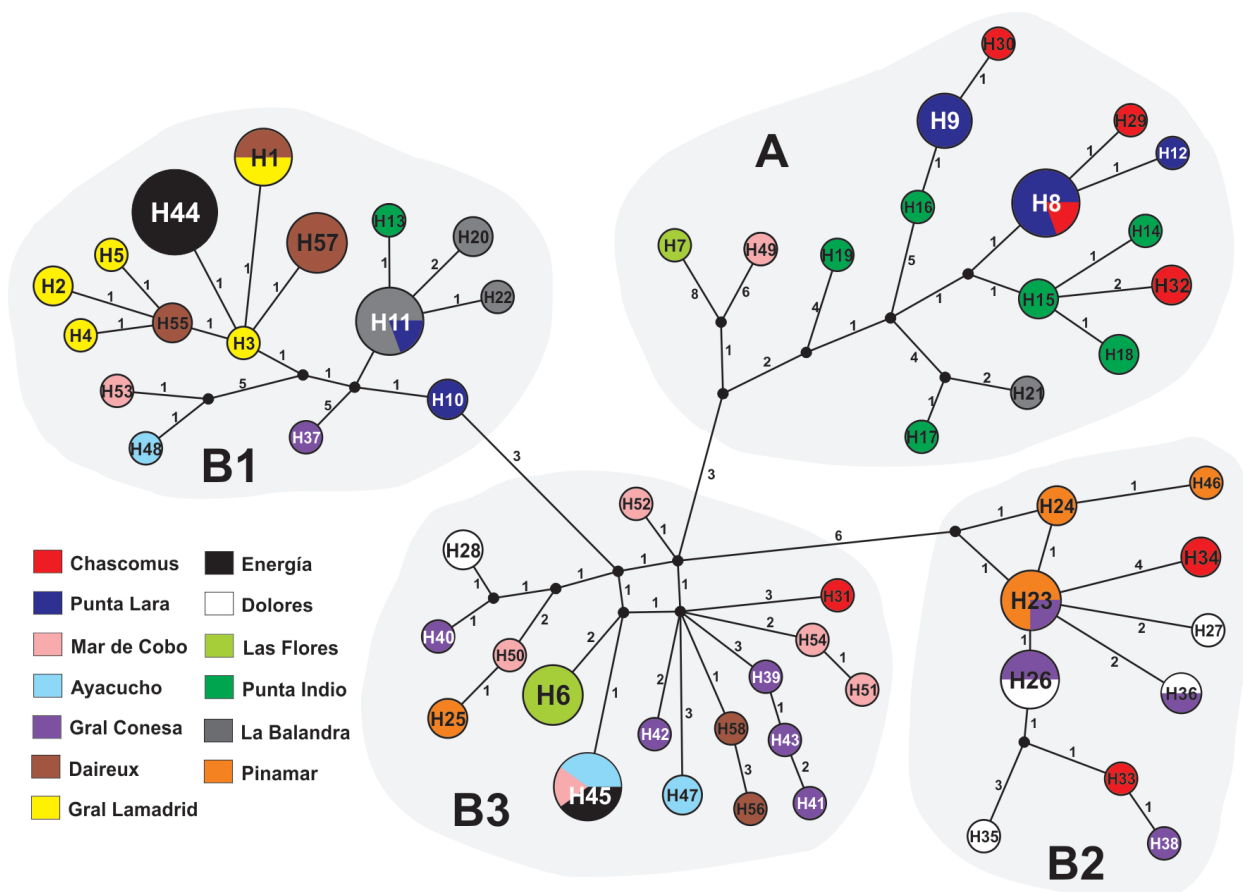 H30
1
H9
A
H29
H12
1
1
H1
1
H44
H8
H16
H13
H20
H14
H57
H7
H49
H19
5
1
H5
1
2
1
1
H32
H2
1
1
H22
1
2
8
6
4
1
1
H15
H11
1
1
H4
1
H55
1
H3
1
H18
1
1
2
4
1
5
1
1
H53
2
H21
H10
1
5
1
H17
H48
H37
B1
3
3
H46
1
H52
H24
1
1
6
H28
1
1
1
H34
4
1
1
1
1
H31
3
H23
1
1
2
H27
H40
1
2
2
H54
1
2
H50
H51
1
3
H39
H26
H36
H6
1
1
H25
2
H58
H42
H43
1
1
3
2
1
H33
H45
H47
H56
H41
3
1
B3
H35
H38
B2
Chascomus
Energía
Punta Lara
Dolores
Mar de Cobo
Las Flores
Ayacucho
Punta Indio
Gral Conesa
La Balandra
Daireux
Pinamar
Gral Lamadrid